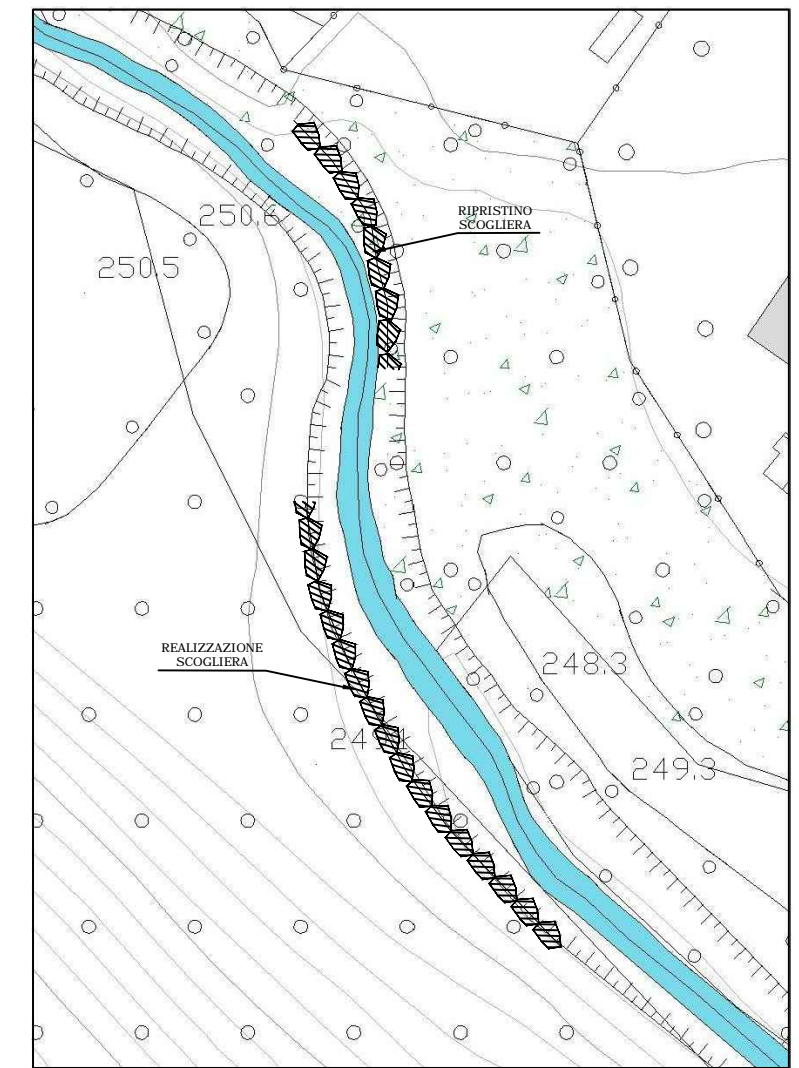 250.6
RIPRISTINO
SCOGLIERA
250.5
REALIZZAZIONE
SCOGLIERA
248.3
249.3